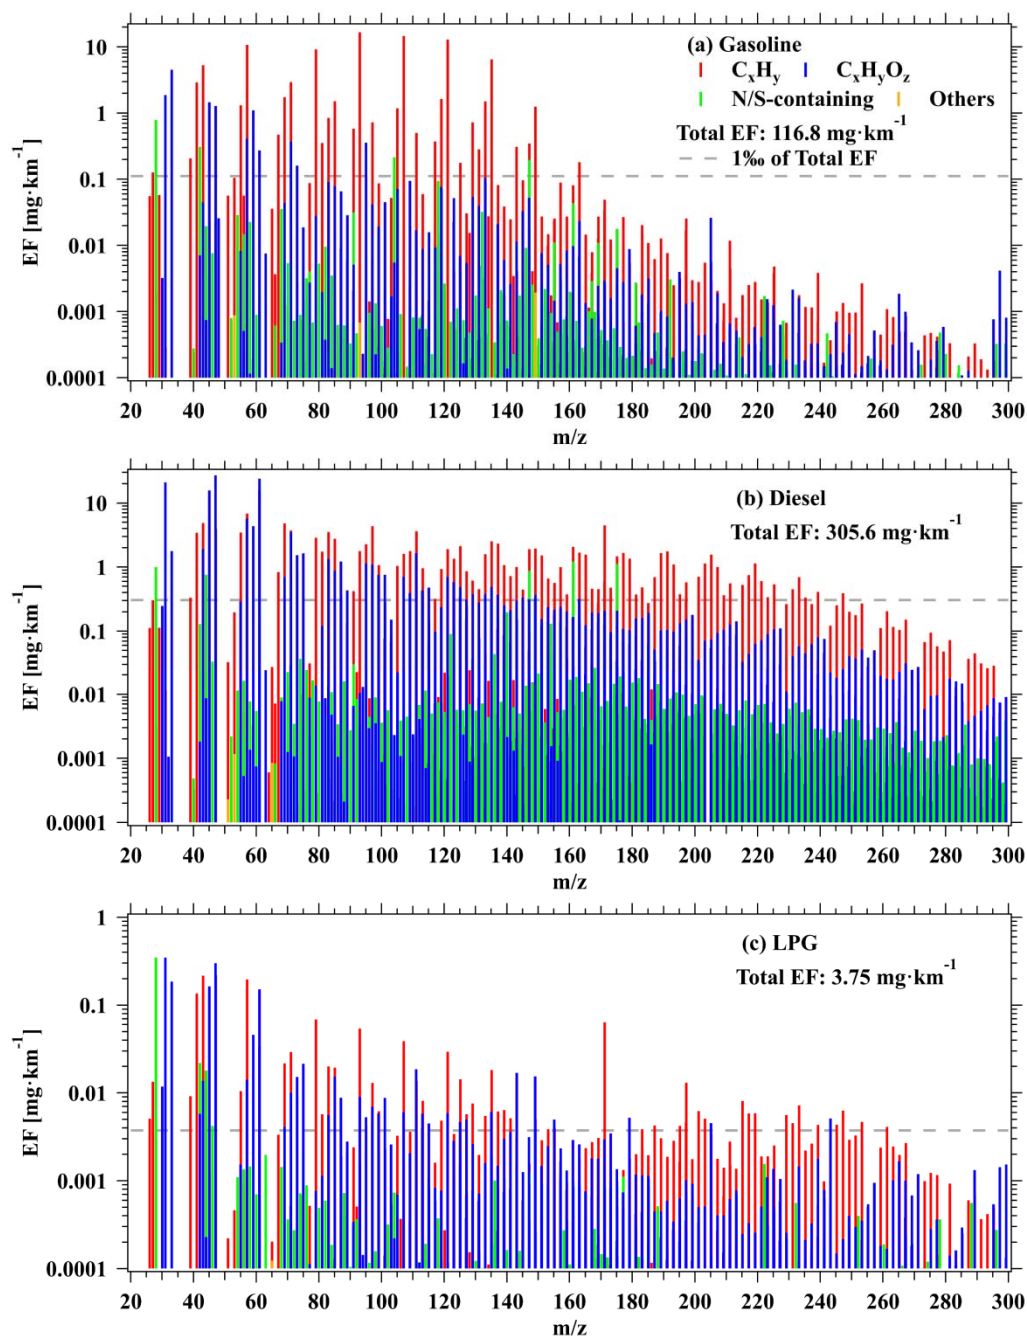 (a) Gasoline
CxHy CxHyOz
N/S-containing Others
Total EF: 116.8 mg·km⁻¹
1‰ of Total EF
EF [mg·km⁻¹]
10
1
0.1
0.01
0.001
0.0001
20 40 60 80 100 120 140 160 180 200 220 240 260 280 300
m/z
(b) Diesel
Total EF: 305.6 mg·km⁻¹
EF [mg·km⁻¹]
10
1
0.1
0.01
0.001
0.0001
20 40 60 80 100 120 140 160 180 200 220 240 260 280 300
m/z
(c) LPG
Total EF: 3.75 mg·km⁻¹
EF [mg·km⁻¹]
1
0.1
0.01
0.001
0.0001
20 40 60 80 100 120 140 160 180 200 220 240 260 280 300
m/z